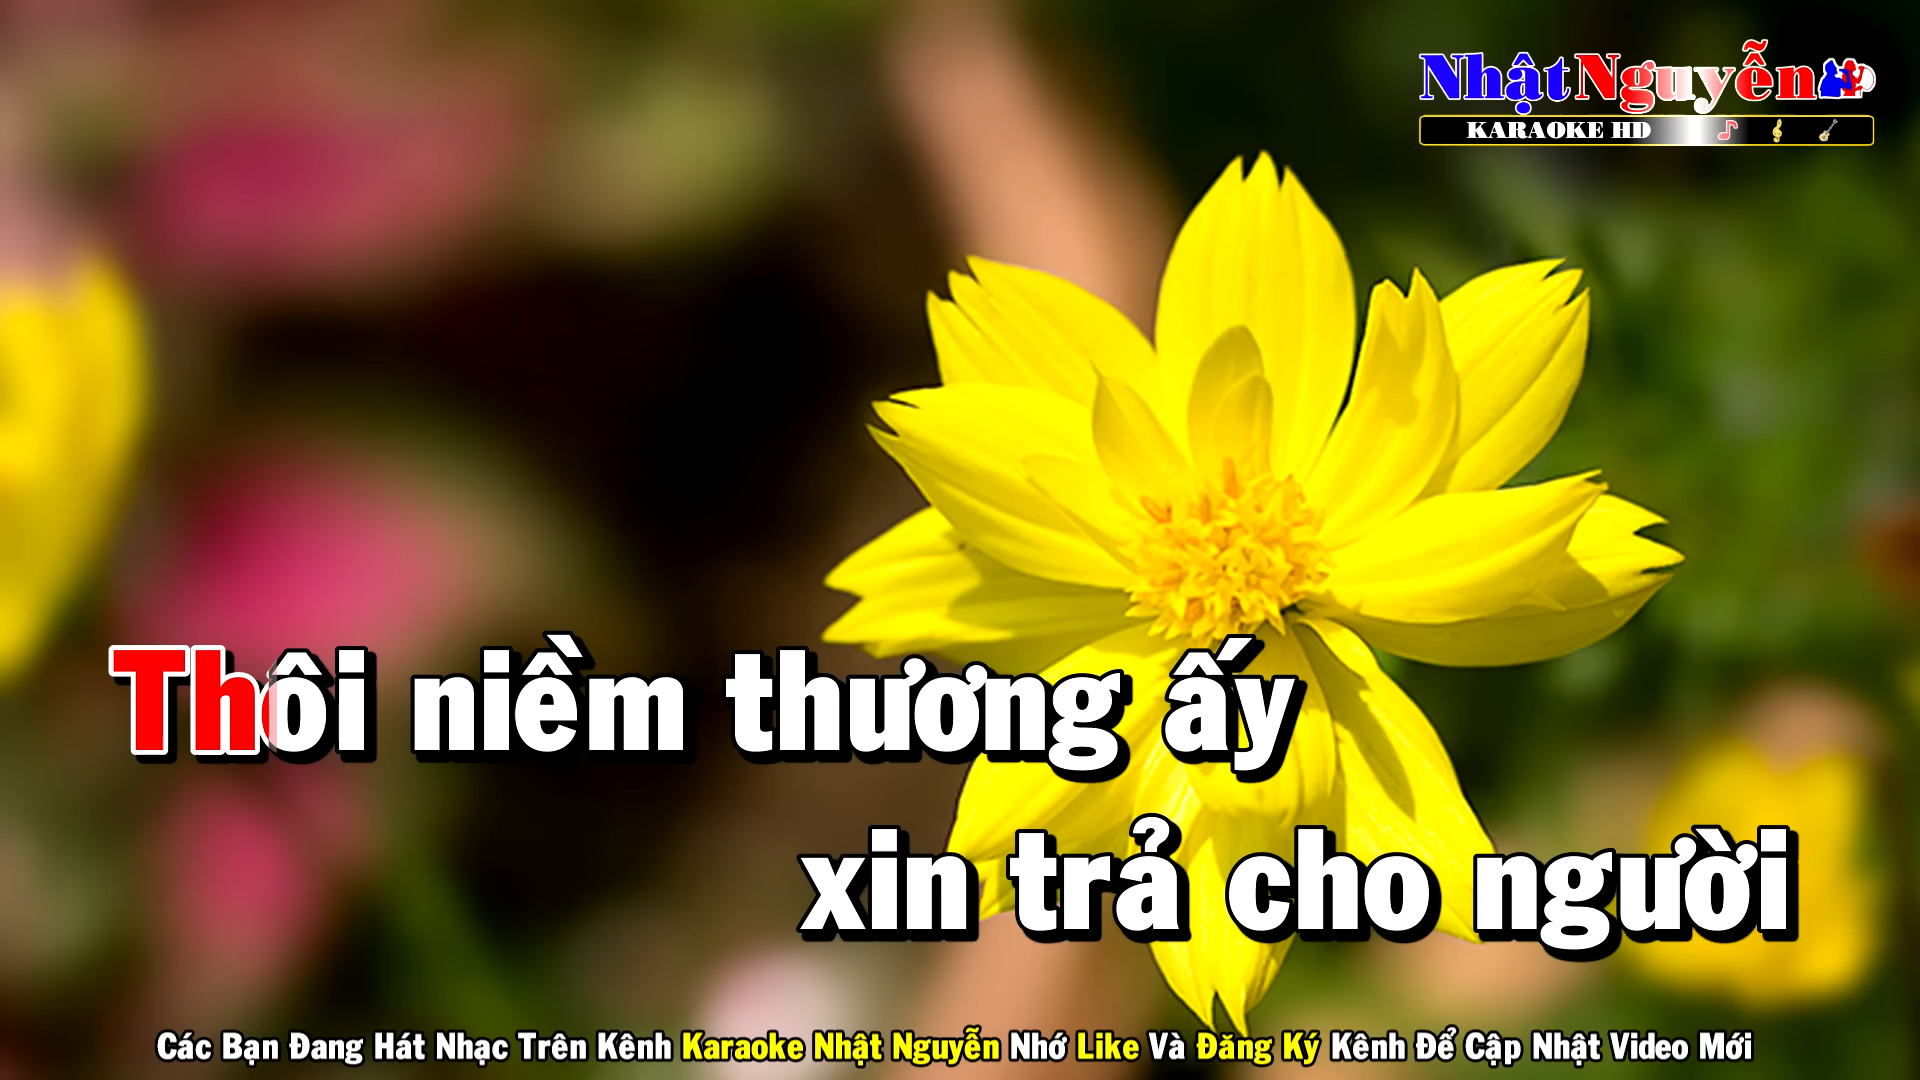 Nhật Nguyễn
KARAOKE HD
Thôi niềm thương ấy
xin trả cho người
Các Bạn Đang Hát Nhạc Trên Kênh Karaoke Nhật Nguyễn Nhớ Like Và Đăng Ký Kênh Để Cập Nhật Video Mới